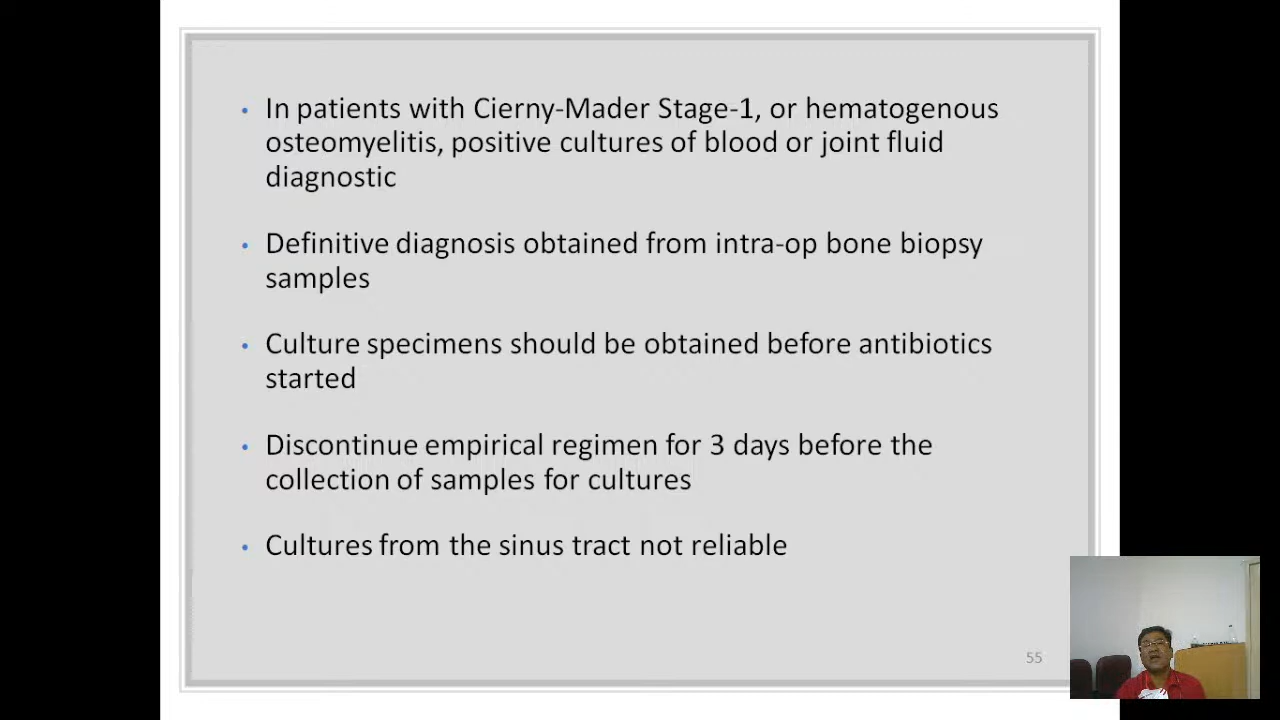 • In patients with Cierny-Mader Stage-1, or hematogenous
osteomyelitis, positive cultures of blood or joint fluid
diagnostic
• Definitive diagnosis obtained from intra-op bone biopsy
samples
• Culture specimens should be obtained before antibiotics
started
• Discontinue empirical regimen for 3 days before the
collection of samples for cultures
• Cultures from the sinus tract not reliable
55